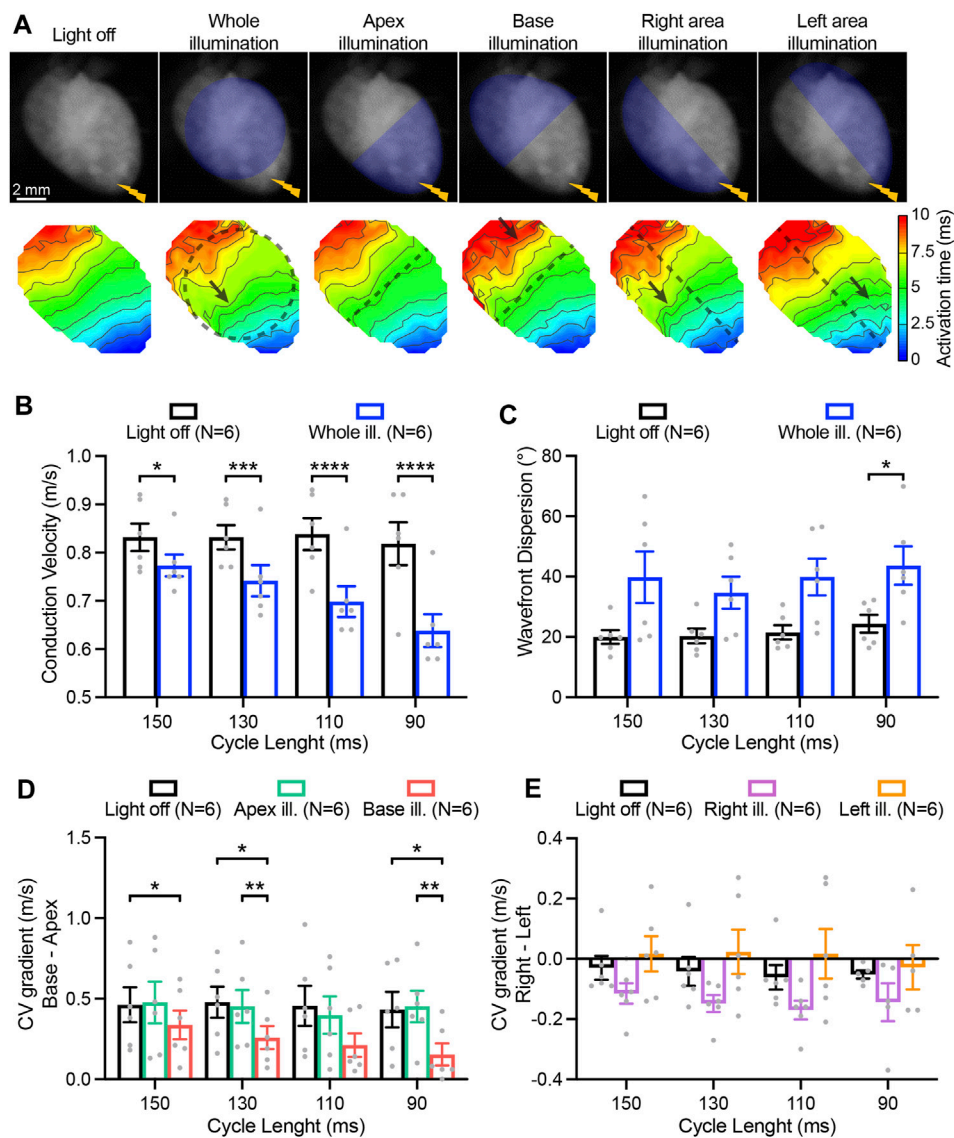 A
Light off
Whole illumination
Apex illumination
Base illumination
Right area illumination
Left area illumination
2 mm
10
7.5
5
2.5
0
Activation time (ms)
B
Light off (N=6)
Whole ill. (N=6)
Conduction Velocity (m/s)
1.0
0.9
0.8
0.7
0.6
0.5
*
***
****
****
150
130
110
90
Cycle Lenght (ms)
C
Light off (N=6)
Whole ill. (N=6)
Wavefront Dispersion (°)
80
60
40
20
0
*
150
130
110
90
Cycle Lenght (ms)
D
Light off (N=6)
Apex ill. (N=6)
Base ill. (N=6)
CV gradient (m/s)
Base - Apex
1.5
1.0
0.5
0.0
*
*
**
*
**
150
130
110
90
Cycle Lenght (ms)
E
Light off (N=6)
Right ill. (N=6)
Left ill. (N=6)
CV gradient (m/s)
Right - Left
0.4
0.2
0.0
-0.2
-0.4
150
130
110
90
Cycle Lenght (ms)